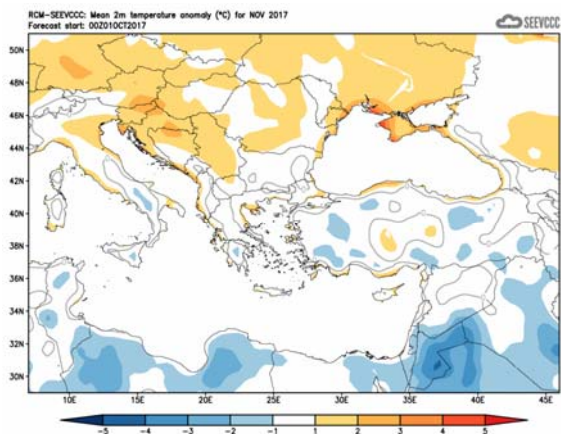 RCM-SEEVCCC: Mean 2m temperature anomaly (°C) for NOV 2017
Forecast start: 00Z01OCT2017
SEEVCCC
50N
48N
46N
44N
42N
40N
38N
36N
34N
32N
30N
10E
15E
20E
25E
30E
35E
40E
45E
-5
-4
-3
-2
-1
1
2
3
4
5